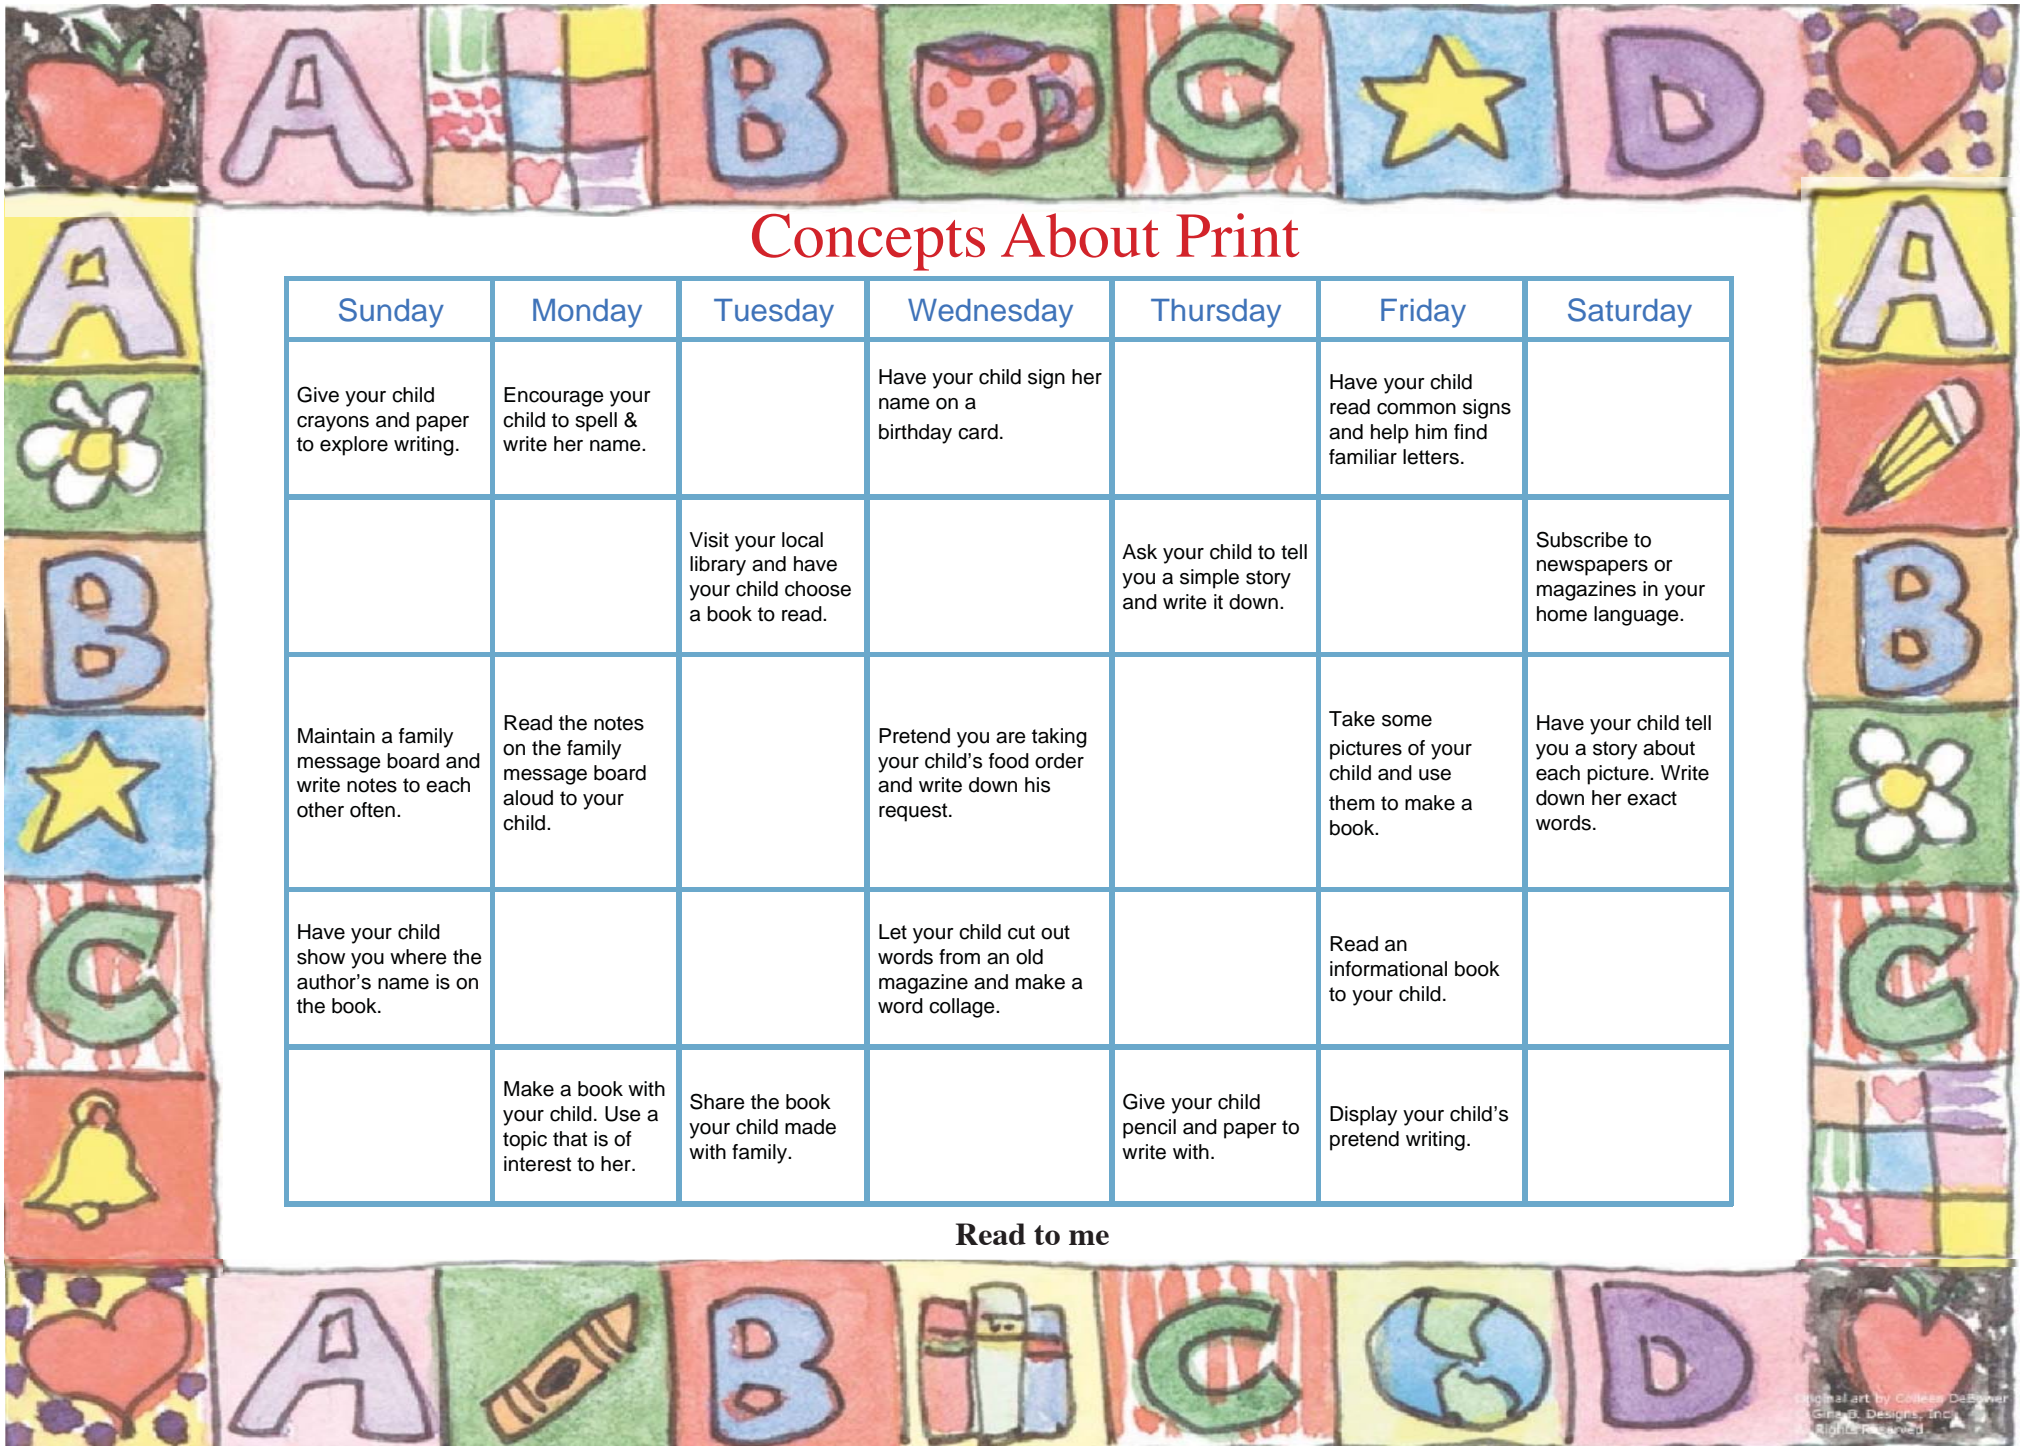 A B C D
Concepts About Print
Sunday Monday Tuesday Wednesday Thursday Friday Saturday
Give your child
crayons and paper
to explore writing.
Encourage your
child to spell &
write her name.
Have your child sign her
name on a
birthday card.
Have your child
read common signs
and help him find
familiar letters.
Visit your local
library and have
your child choose
a book to read.
Ask your child to tell
you a simple story
and write it down.
Subscribe to
newspapers or
magazines in your
home language.
Maintain a family
message board and
write notes to each
other often.
Read the notes
on the family
message board
aloud to your
child.
Pretend you are taking
your child’s food order
and write down his
request.
Take some
pictures of your
child and use
them to make a
book.
Have your child tell
you a story about
each picture. Write
down her exact
words.
Have your child
show you where the
author’s name is on
the book.
Let your child cut out
words from an old
magazine and make a
word collage.
Read an
informational book
to your child.
Make a book with
your child. Use a
topic that is of
interest to her.
Share the book
your child made
with family.
Give your child
pencil and paper to
write with.
Display your child’s
pretend writing.
Read to me
A
B
C
A
B
C
A B C D
Original art by Colleen DeBower
Gina B. Designs, Inc.
Rights Reserved